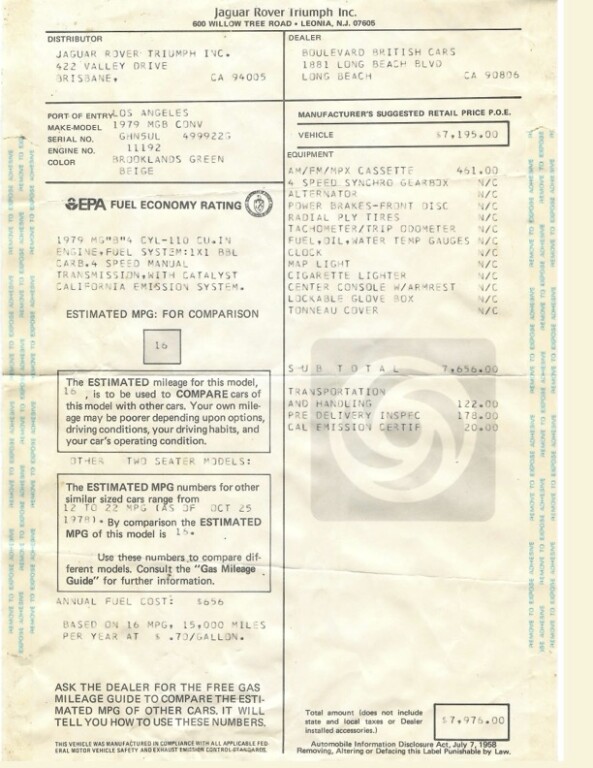 Jaguar Rover Triumph Inc.
600 WILLOW TREE ROAD • LEONIA, N.J. 07605
DISTRIBUTOR
JAGUAR ROVER TRIUMPH INC.
422 VALLEY DRIVE
BRISBANE, CA 94005
DEALER
BOULEVARD BRITISH CARS
1881 LONG BEACH BLVD
LONG BEACH CA 90806
PORT OF ENTRY LOS ANGELES
MAKE-MODEL 1979 MGB CONV
SERIAL NO. GHN5UL 499922G
ENGINE NO. 11192
COLOR BROOKLANDS GREEN
BEIGE
EPA FUEL ECONOMY RATING
1979 MG"B"4 CYL-110 CU.IN
ENGINE,FUEL SYSTEM:1X1 BBL
CARB.4 SPEED MANUAL
TRANSMISSION,WITH CATALYST
CALIFORNIA EMISSION SYSTEM.
ESTIMATED MPG: FOR COMPARISON
16
The ESTIMATED mileage for this model,
16 , is to be used to COMPARE cars of
this model with other cars. Your own mile-
age may be poorer depending upon options,
driving conditions, your driving habits, and
your car's operating condition.
OTHER TWO SEATER MODELS:
The ESTIMATED MPG numbers for other
similar sized cars range from
12 TO 22 MPG (AS OF OCT 25
1978). By comparison the ESTIMATED
MPG of this model is 16.
Use these numbers to compare dif-
ferent models. Consult the "Gas Mileage
Guide" for further information.
ANNUAL FUEL COST: $656
BASED ON 16 MPG, 15,000 MILES
PER YEAR AT $ .70/GALLON.
ASK THE DEALER FOR THE FREE GAS
MILEAGE GUIDE TO COMPARE THE ESTI-
MATED MPG OF OTHER CARS. IT WILL
TELL YOU HOW TO USE THESE NUMBERS.
THIS VEHICLE WAS MANUFACTURED IN COMPLIANCE WITH ALL APPLICABLE FED-
ERAL MOTOR VEHICLE SAFETY AND EXHAUST EMISSION CONTROL STANDARDS.
MANUFACTURER'S SUGGESTED RETAIL PRICE P.O.E.
VEHICLE $7,195.00
EQUIPMENT
AM/FM/MPX CASSETTE 461.00
4 SPEED SYNCHRO GEARBOX N/C
ALTERNATOR N/C
POWER BRAKES-FRONT DISC N/C
RADIAL PLY TIRES N/C
TACHOMETER/TRIP ODOMETER N/C
FUEL,OIL,WATER TEMP GAUGES N/C
CLOCK N/C
MAP LIGHT N/C
CIGARETTE LIGHTER N/C
CENTER CONSOLE W/ARMREST N/C
LOCKABLE GLOVE BOX N/C
TONNEAU COVER N/C
SUB TOTAL 7,656.00
TRANSPORTATION
AND HANDLING 122.00
PRE DELIVERY INSPEC 178.00
CAL EMISSION CERTIF 20.00
Total amount (does not include
state and local taxes or Dealer
installed accessories.)
$7,976.00
Automobile Information Disclosure Act, July 7, 1958
Removing, Altering or Defacing this Label Punishable by Law.